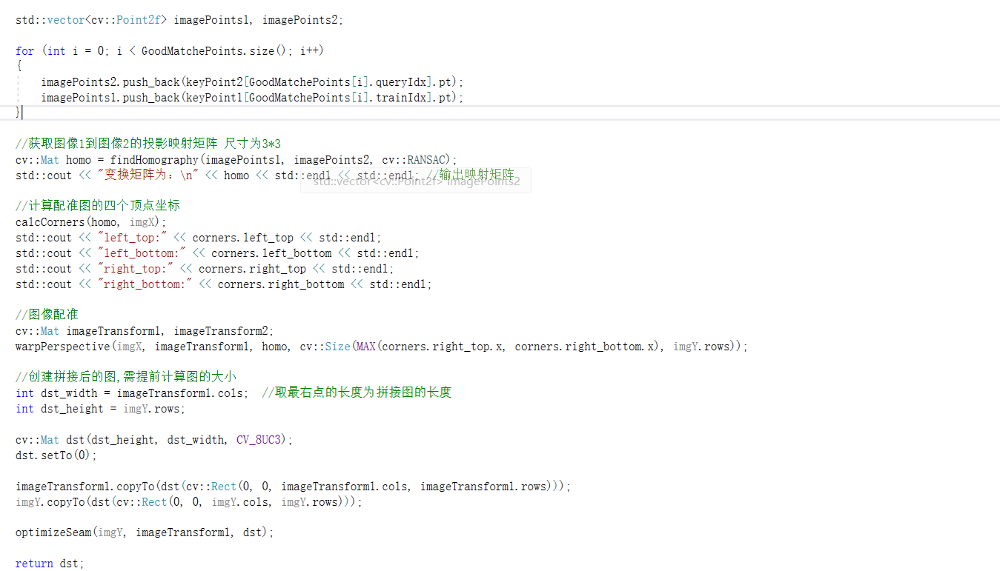 std::vector<cv::Point2f> imagePoints1, imagePoints2;
for (int i = 0; i < GoodMatchePoints.size(); i++)
{
imagePoints2.push_back(keyPoint2[GoodMatchePoints[i].queryIdx].pt);
imagePoints1.push_back(keyPoint1[GoodMatchePoints[i].trainIdx].pt);
}
//获取图像1到图像2的投影映射矩阵 尺寸为3*3
cv::Mat homo = findHomography(imagePoints1, imagePoints2, cv::RANSAC);
std::cout << "变换矩阵为：\n" << homo << std::endl << std::endl; //输出映射矩阵
std::vector<cv::Point2f> imagePoints2
//计算配准图的四个顶点坐标
calcCorners(homo, imgX);
std::cout << "left_top:" << corners.left_top << std::endl;
std::cout << "left_bottom:" << corners.left_bottom << std::endl;
std::cout << "right_top:" << corners.right_top << std::endl;
std::cout << "right_bottom:" << corners.right_bottom << std::endl;
//图像配准
cv::Mat imageTransform1, imageTransform2;
warpPerspective(imgX, imageTransform1, homo, cv::Size(MAX(corners.right_top.x, corners.right_bottom.x), imgY.rows));
//创建拼接后的图,需提前计算图的大小
int dst_width = imageTransform1.cols;  //取最右点的长度为拼接图的长度
int dst_height = imgY.rows;
cv::Mat dst(dst_height, dst_width, CV_8UC3);
dst.setTo(0);
imageTransform1.copyTo(dst(cv::Rect(0, 0, imageTransform1.cols, imageTransform1.rows)));
imgY.copyTo(dst(cv::Rect(0, 0, imgY.cols, imgY.rows)));
optimizeSeam(imgY, imageTransform1, dst);
return dst;